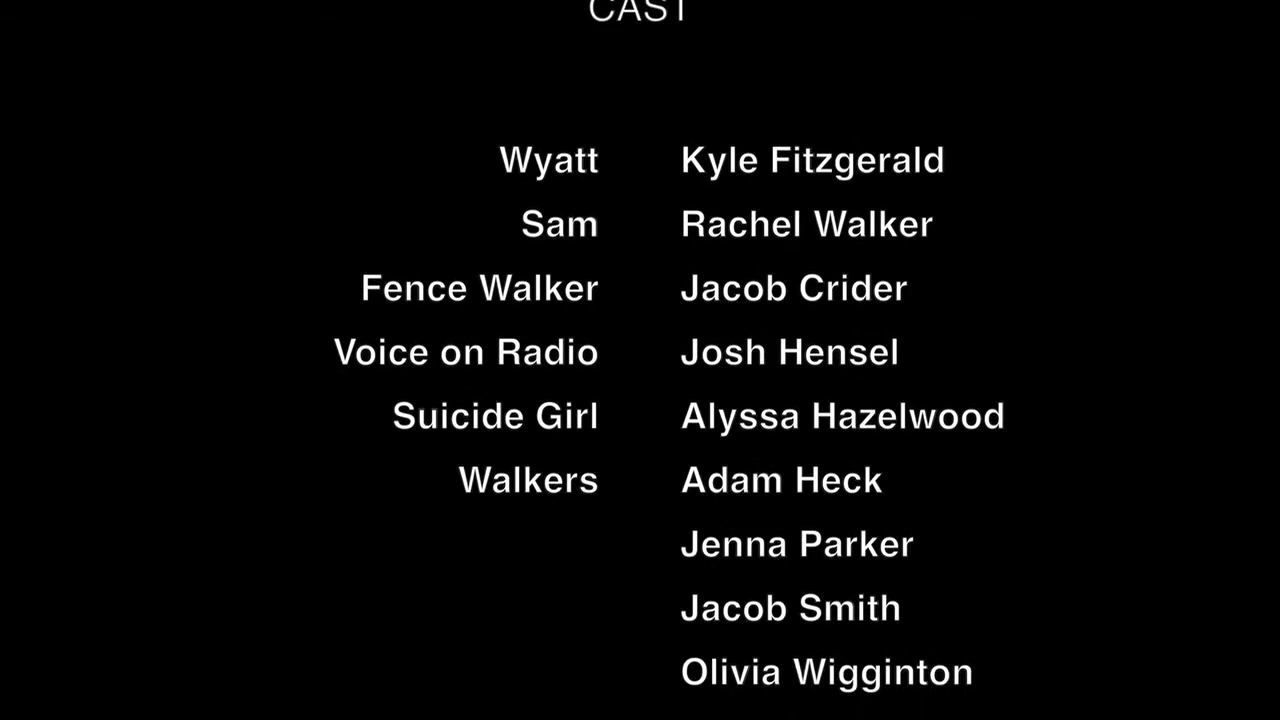 CAST
Wyatt Kyle Fitzgerald
Sam Rachel Walker
Fence Walker Jacob Crider
Voice on Radio Josh Hensel
Suicide Girl Alyssa Hazelwood
Walkers Adam Heck
Jenna Parker
Jacob Smith
Olivia Wigginton